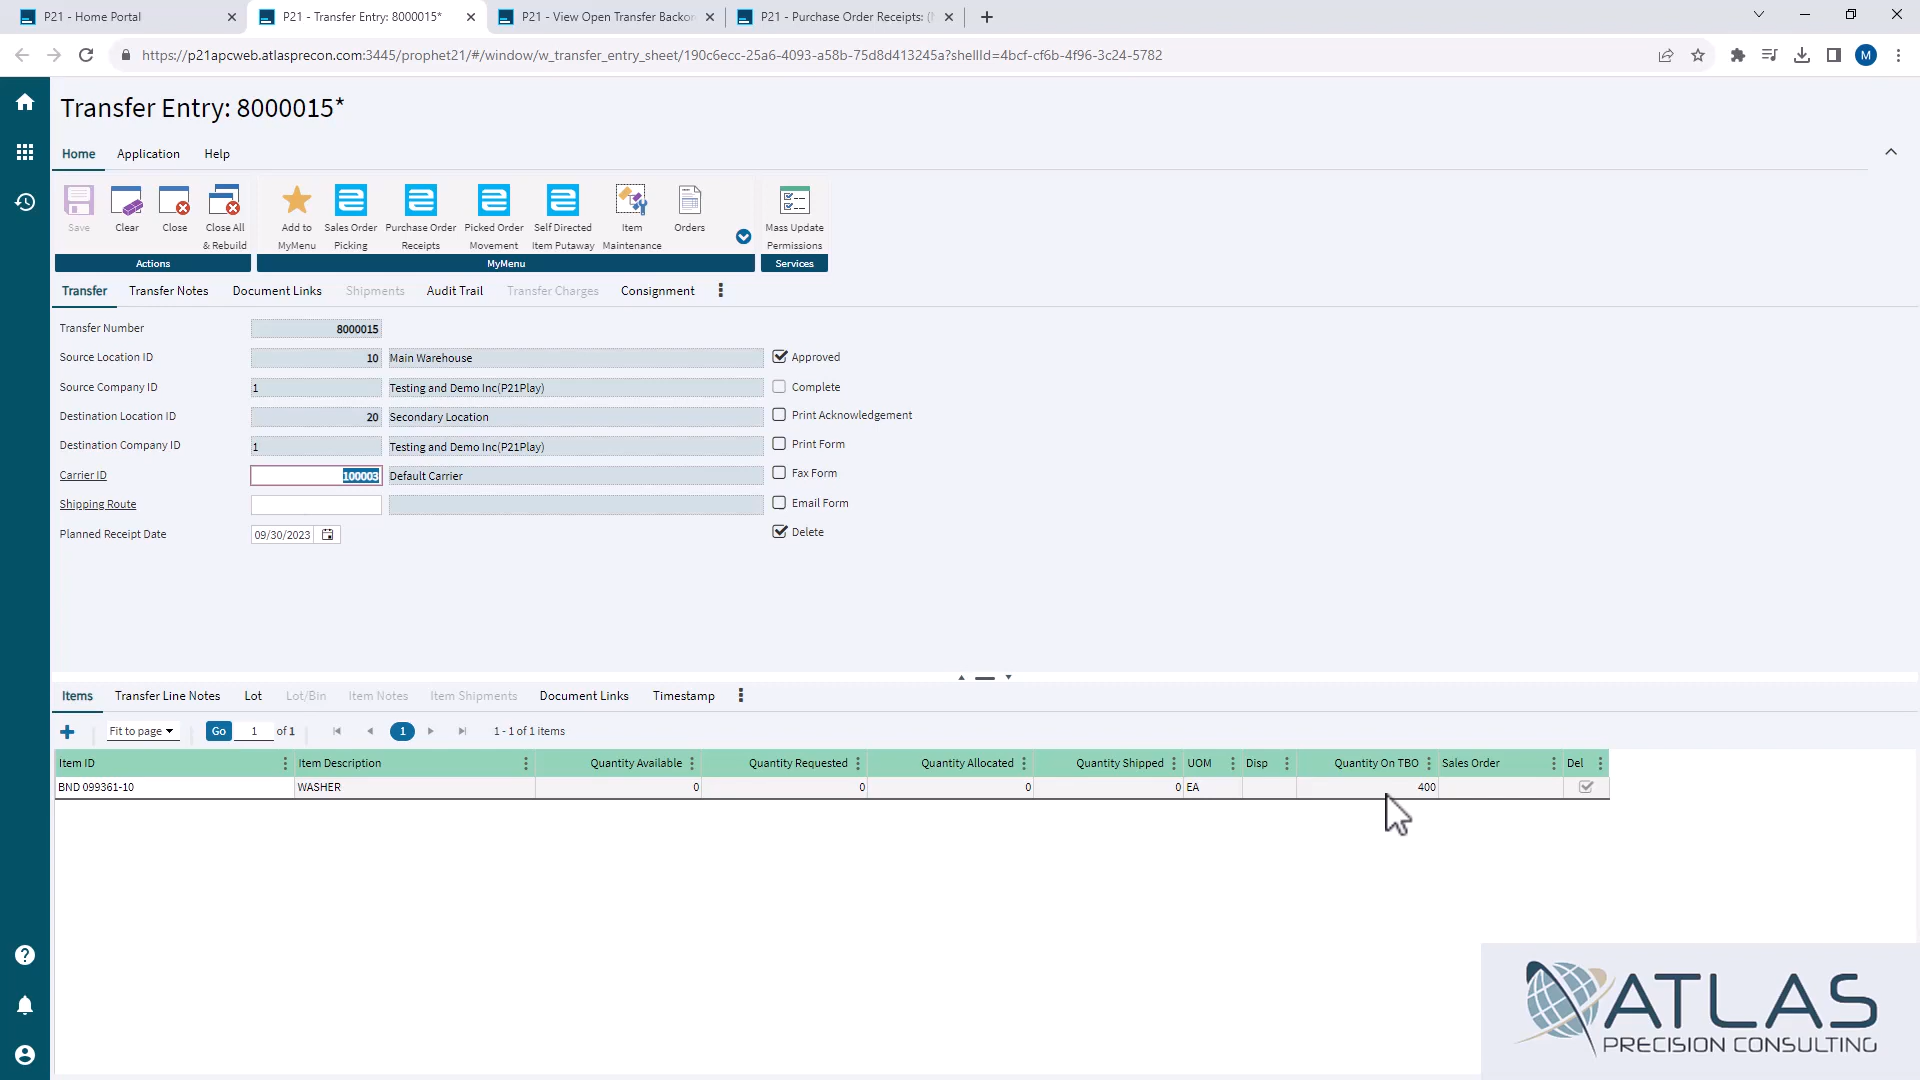 P21 - Home Portal
P21 - Transfer Entry: 8000015*
P21 - View Open Transfer Backor
P21 - Purchase Order Receipts: (
https://p21apcweb.atlasprecon.com:3445/prophet21/#/window/w_transfer_entry_sheet/190c6ecc-25a6-4093-a58b-75d8d413245a?shellId=4bcf-cf6b-4f96-3c24-5782
M
Transfer Entry: 8000015*
Home Application Help
Save
Clear
Close
Close All & Rebuild
Add to MyMenu
Sales Order Picking
Purchase Order Receipts
Picked Order Movement
Self Directed Item Putaway
Item Maintenance
Orders
Mass Update Permissions
Actions MyMenu Services
Transfer Transfer Notes Document Links Shipments Audit Trail Transfer Charges Consignment
Transfer Number 8000015
Source Location ID 10 Main Warehouse Approved
Source Company ID 1 Testing and Demo Inc(P21Play) Complete
Destination Location ID 20 Secondary Location Print Acknowledgement
Destination Company ID 1 Testing and Demo Inc(P21Play) Print Form
Carrier ID 100003 Default Carrier Fax Form
Shipping Route Email Form
Planned Receipt Date 09/30/2023 Delete
Items Transfer Line Notes Lot Lot/Bin Item Notes Item Shipments Document Links Timestamp
Fit to page Go 1 of 1 1 1 - 1 of 1 items
Item ID Item Description Quantity Available Quantity Requested Quantity Allocated Quantity Shipped UOM Disp Quantity On TBO Sales Order Del
BND 099361-10 WASHER 0 0 0 0 EA 400
ATLAS
PRECISION CONSULTING